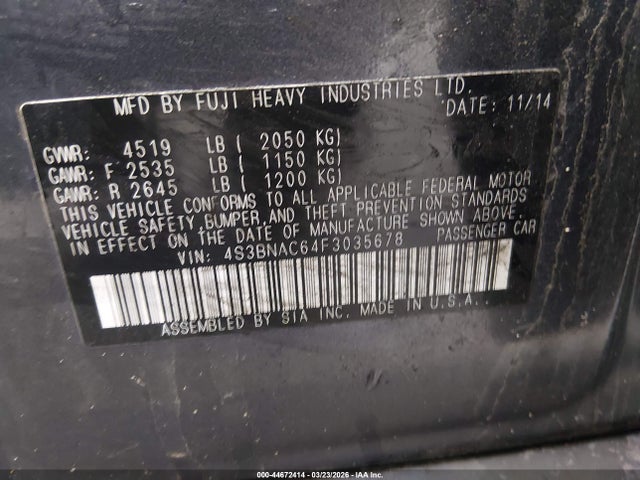 MFD BY FUJI HEAVY INDUSTRIES LTD.
DATE: 11/14
GVWR: 4519 LB ( 2050 KG)
GAWR: F 2535 LB ( 1150 KG)
GAWR: R 2645 LB ( 1200 KG)
THIS VEHICLE CONFORMS TO ALL APPLICABLE FEDERAL MOTOR
VEHICLE SAFETY,BUMPER,AND THEFT PREVENTION STANDARDS
IN EFFECT ON THE DATE OF MANUFACTURE SHOWN ABOVE.
VIN: 4S3BNAC64F3035678 PASSENGER CAR
ASSEMBLED BY SIA INC. MADE IN U.S.A.
© - 44672414 - 03/23/2026 - IAA Inc.